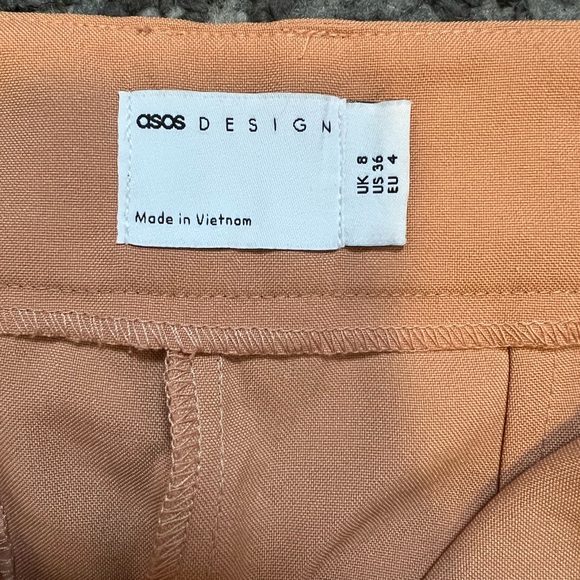 asos DESIGN
Made in Vietnam
UK 8
US 36
EU 4